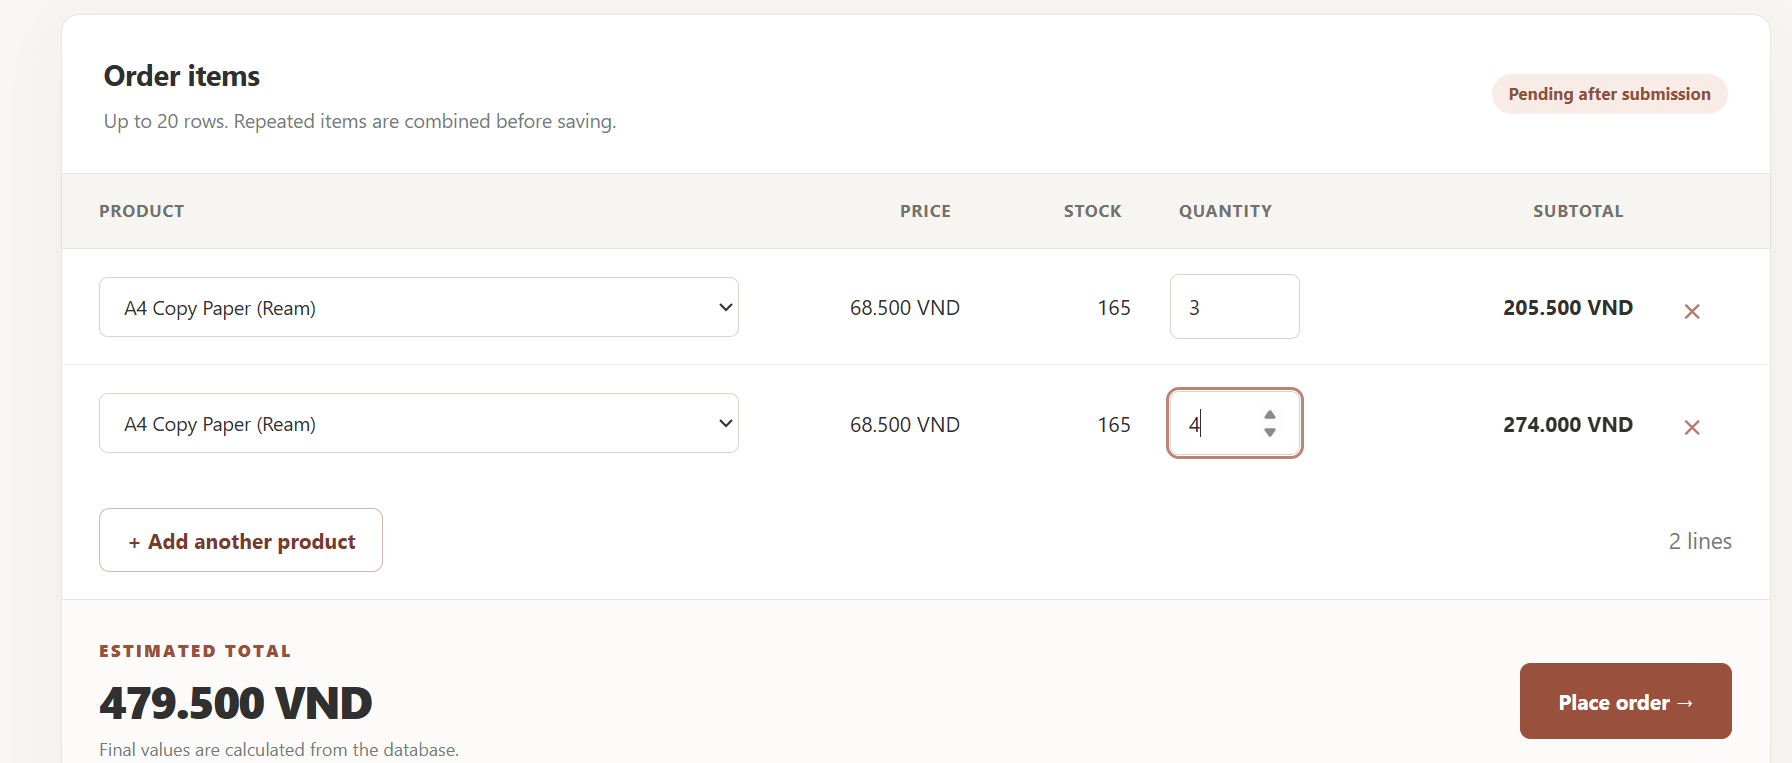 Order items
Up to 20 rows. Repeated items are combined before saving.
Pending after submission
PRODUCT PRICE STOCK QUANTITY SUBTOTAL
A4 Copy Paper (Ream) 68.500 VND 165 3 205.500 VND ×
A4 Copy Paper (Ream) 68.500 VND 165 4 274.000 VND ×
+ Add another product 2 lines
ESTIMATED TOTAL
479.500 VND
Place order →
Final values are calculated from the database.